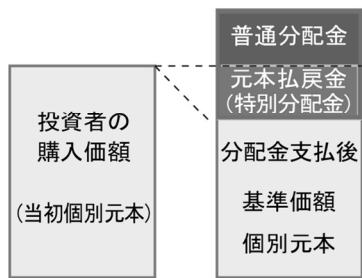 投資者の
購入価額
(当初個別元本)
普通分配金
元本払戻金
(特別分配金)
分配金支払後
基準価額
個別元本